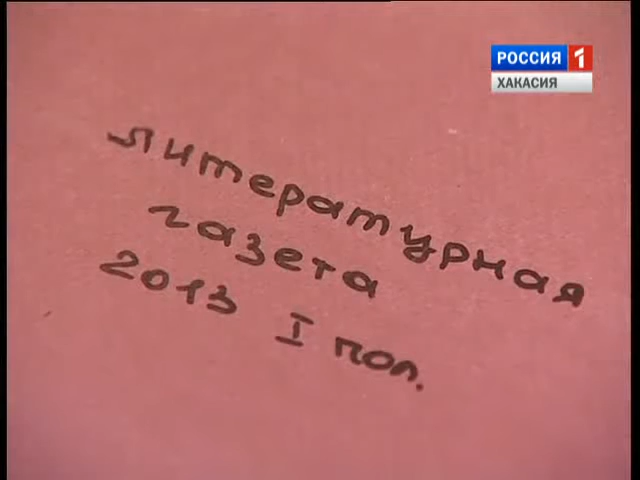 РОССИЯ 1
ХАКАСИЯ
литературная
газета
2013 I пол.